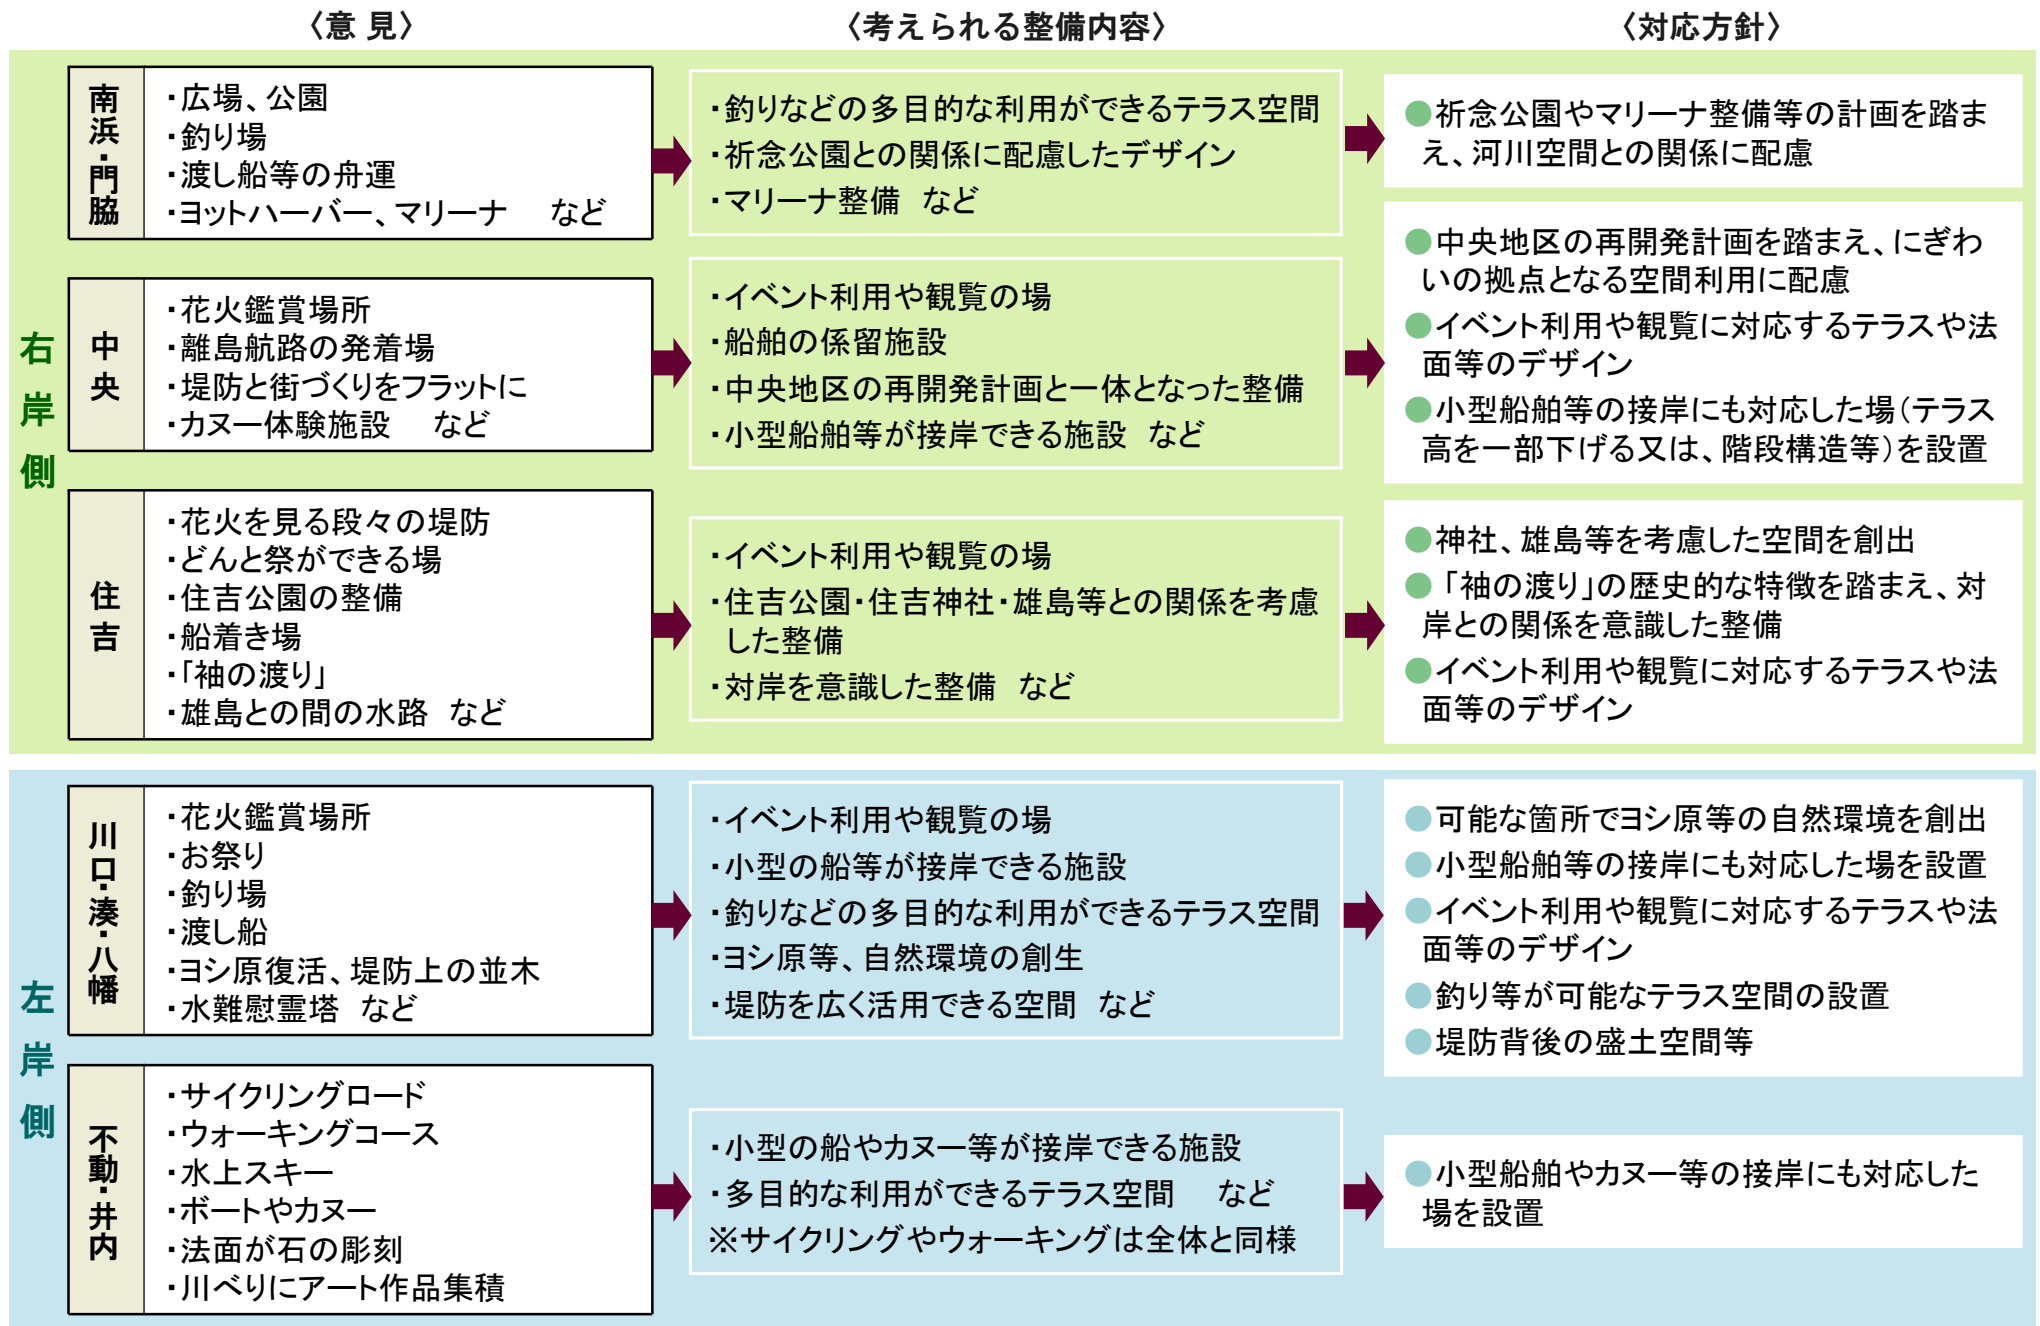 〈意 見〉
〈考えられる整備内容〉
〈対応方針〉
右岸側
南浜・門脇
・広場、公園
・釣り場
・渡し船等の舟運
・ヨットハーバー、マリーナ　など
・釣りなどの多目的な利用ができるテラス空間
・祈念公園との関係に配慮したデザイン
・マリーナ整備　など
●祈念公園やマリーナ整備等の計画を踏ま
え、河川空間との関係に配慮
中央
・花火鑑賞場所
・離島航路の発着場
・堤防と街づくりをフラットに
・カヌー体験施設　など
・イベント利用や観覧の場
・船舶の係留施設
・中央地区の再開発計画と一体となった整備
・小型船舶等が接岸できる施設　など
●中央地区の再開発計画を踏まえ、にぎわ
いの拠点となる空間利用に配慮
●イベント利用や観覧に対応するテラスや法
面等のデザイン
●小型船舶等の接岸にも対応した場（テラス
高を一部下げる又は、階段構造等）を設置
住吉
・花火を見る段々の堤防
・どんと祭ができる場
・住吉公園の整備
・船着き場
・「袖の渡り」
・雄島との間の水路　など
・イベント利用や観覧の場
・住吉公園・住吉神社・雄島等との関係を考慮
した整備
・対岸を意識した整備　など
●神社、雄島等を考慮した空間を創出
●「袖の渡り」の歴史的な特徴を踏まえ、対
岸との関係を意識した整備
●イベント利用や観覧に対応するテラスや法
面等のデザイン
左岸側
川口・湊・八幡
・花火鑑賞場所
・お祭り
・釣り場
・渡し船
・ヨシ原復活、堤防上の並木
・水難慰霊塔　など
・イベント利用や観覧の場
・小型の船等が接岸できる施設
・釣りなどの多目的な利用ができるテラス空間
・ヨシ原等、自然環境の創生
・堤防を広く活用できる空間　など
●可能な箇所でヨシ原等の自然環境を創出
●小型船舶等の接岸にも対応した場を設置
●イベント利用や観覧に対応するテラスや法
面等のデザイン
●釣り等が可能なテラス空間の設置
●堤防背後の盛土空間等
不動・井内
・サイクリングロード
・ウォーキングコース
・水上スキー
・ボートやカヌー
・法面が石の彫刻
・川べりにアート作品集積
・小型の船やカヌー等が接岸できる施設
・多目的な利用ができるテラス空間　など
※サイクリングやウォーキングは全体と同様
●小型船舶やカヌー等の接岸にも対応した
場を設置